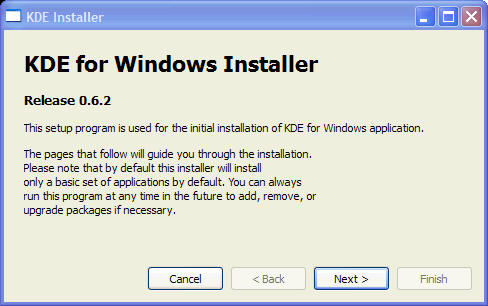 KDE Installer
KDE for Windows Installer
Release 0.6.2
This setup program is used for the initial installation of KDE for Windows application.
The pages that follow will guide you through the installation.
Please note that by default this installer will install
only a basic set of applications by default. You can always
run this program at any time in the future to add, remove, or
upgrade packages if necessary.
Cancel < Back Next > Finish